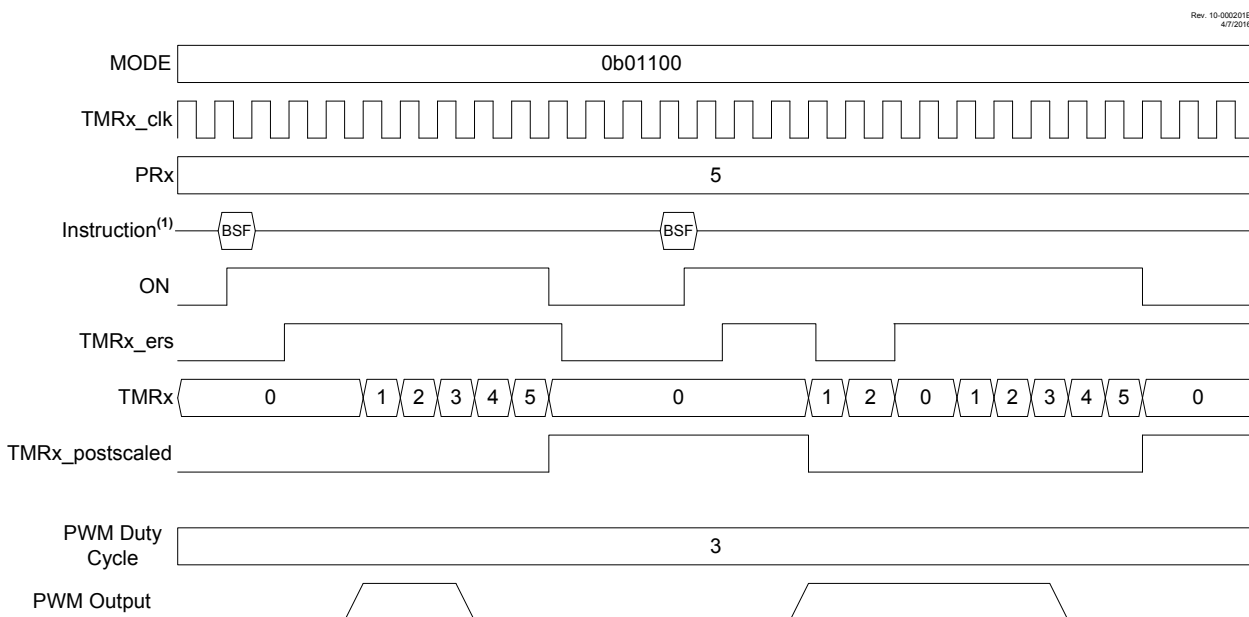 Rev. 10-000201B
4/7/2016
MODE 0b01100
TMRx_clk
PRx 5
Instruction(1) BSF BSF
ON
TMRx_ers
TMRx 0 1 2 3 4 5 0 1 2 0 1 2 3 4 5 0
TMRx_postscaled
PWM Duty
Cycle 3
PWM Output